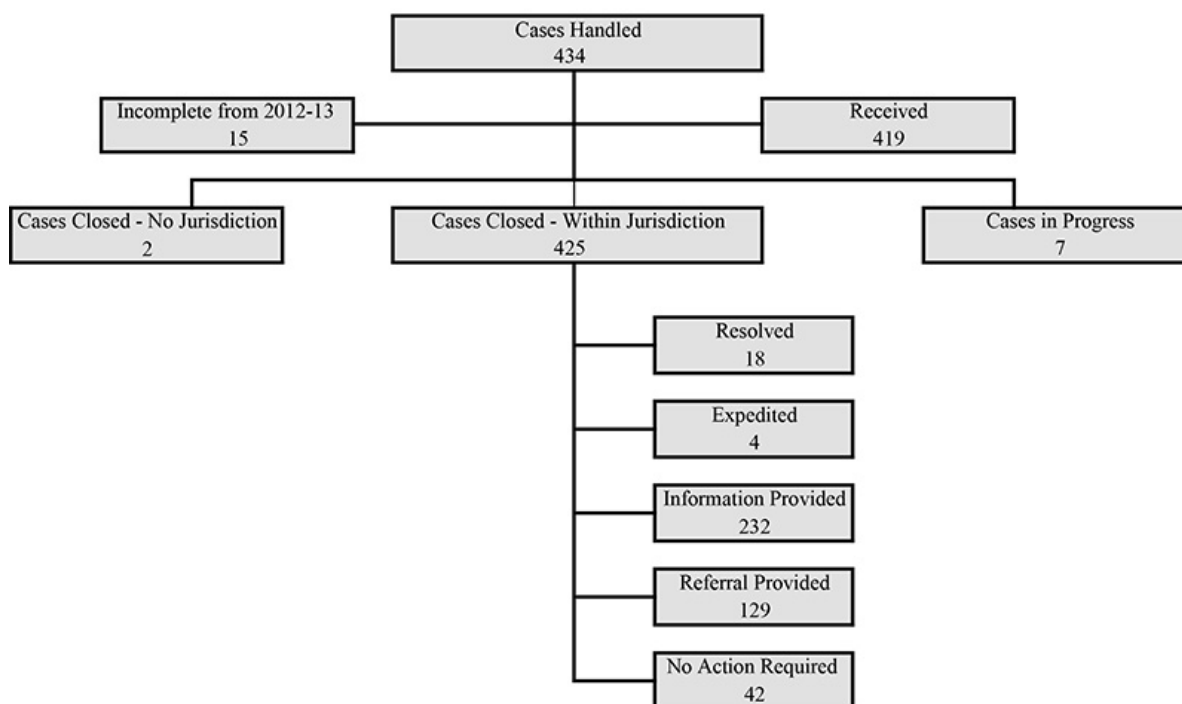 Cases Handled
434
Incomplete from 2012-13
15
Received
419
Cases Closed - No Jurisdiction
2
Cases Closed - Within Jurisdiction
425
Cases in Progress
7
Resolved
18
Expedited
4
Information Provided
232
Referral Provided
129
No Action Required
42